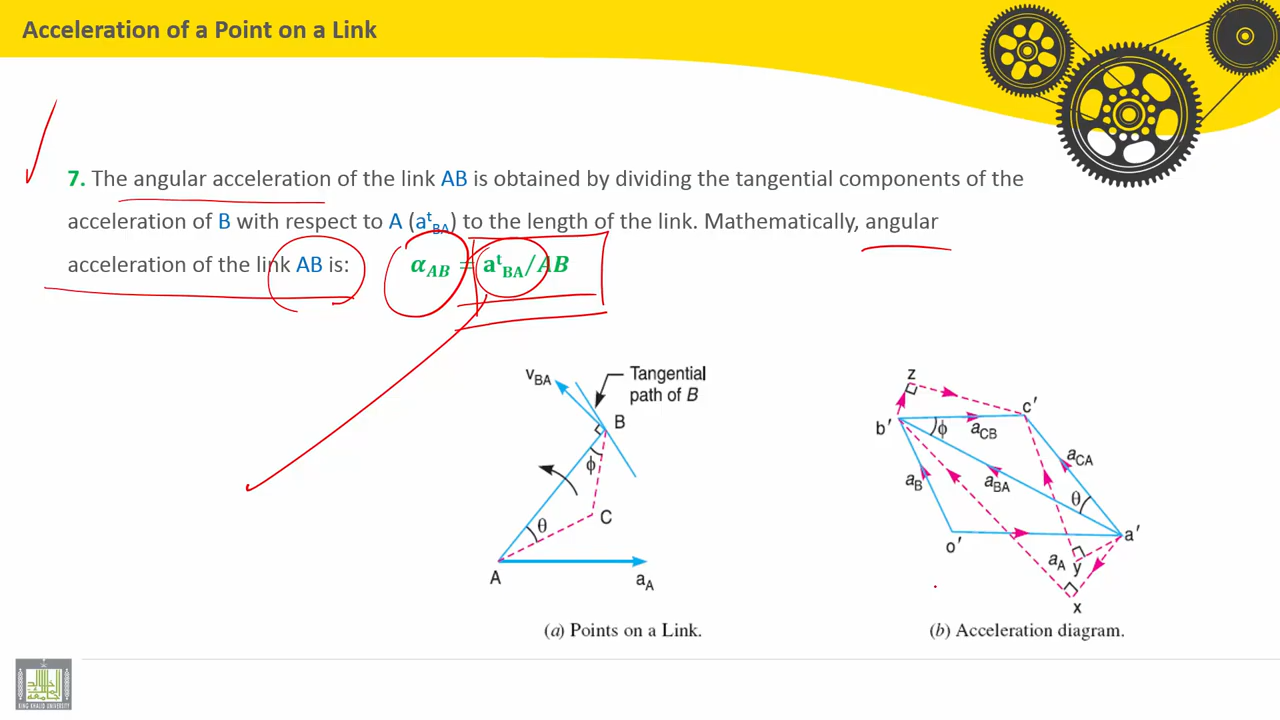 Acceleration of a Point on a Link
7. The angular acceleration of the link AB is obtained by dividing the tangential components of the
acceleration of B with respect to A (aᵗBA) to the length of the link. Mathematically, angular
acceleration of the link AB is: αAB = aᵗBA/AB
vBA
Tangential
path of B
B
ϕ
C
θ
A
aA
(a) Points on a Link.
z
c′
b′
ϕ
aCB
aCA
aB
aBA
θ
o′
a′
aA
y
x
(b) Acceleration diagram.
KING KHALID UNIVERSITY